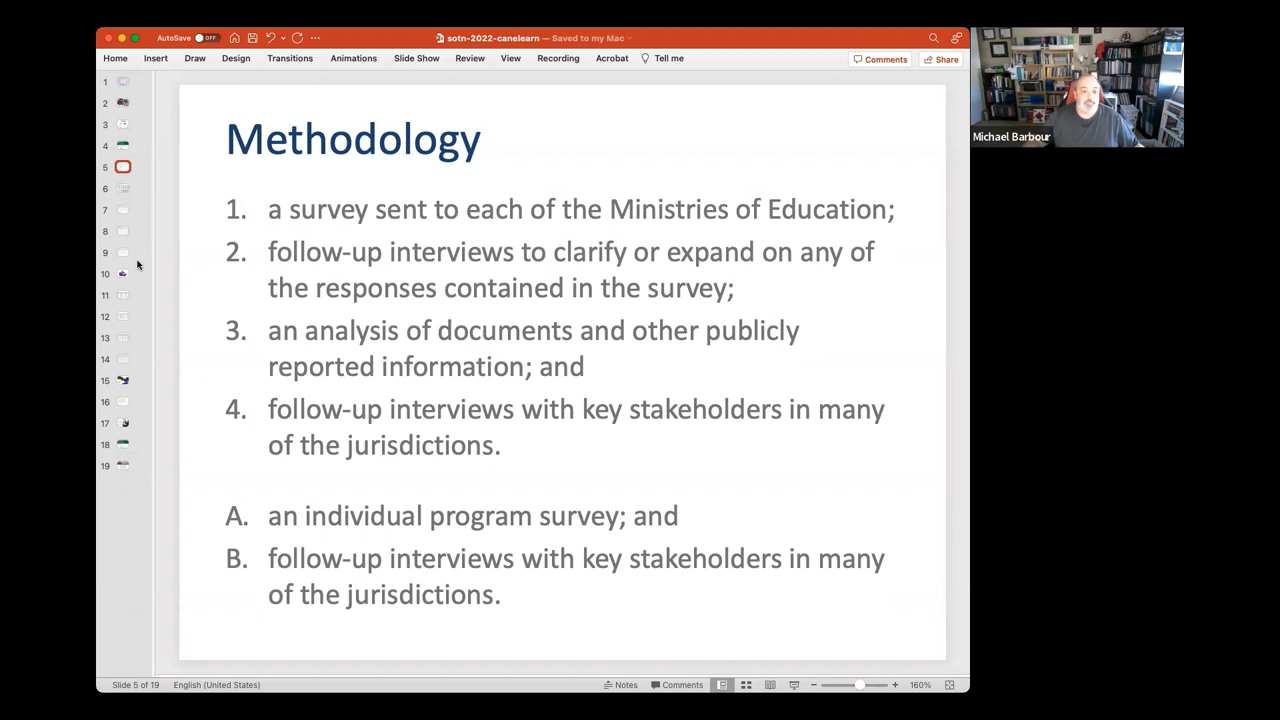 AutoSave OFF
sotn-2022-canelearn — Saved to my Mac
Home Insert Draw Design Transitions Animations Slide Show Review View Recording Acrobat Tell me Comments Share
1
2
3
4
5
6
7
8
9
10
11
12
13
14
15
16
17
18
19
Methodology
1. a survey sent to each of the Ministries of Education;
2. follow-up interviews to clarify or expand on any of
the responses contained in the survey;
3. an analysis of documents and other publicly
reported information; and
4. follow-up interviews with key stakeholders in many
of the jurisdictions.
A. an individual program survey; and
B. follow-up interviews with key stakeholders in many
of the jurisdictions.
Slide 5 of 19 English (United States) Notes Comments 160%
Michael Barbour